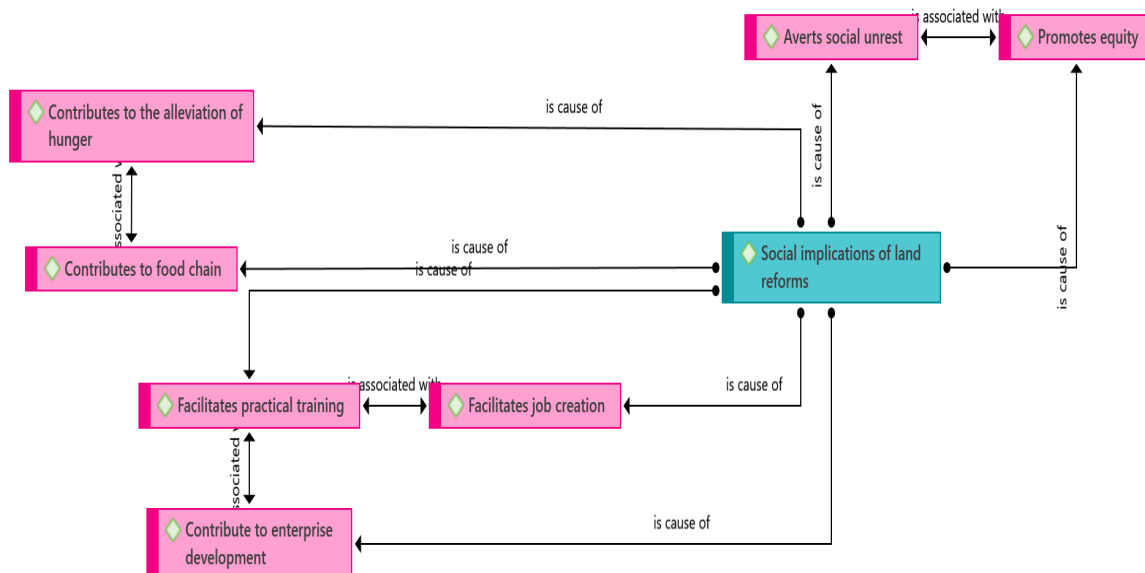 is associated with
Averts social unrest
Promotes equity
Contributes to the alleviation of
hunger
is cause of
is cause of
associated
Contributes to food chain
is cause of
is cause of
Social implications of land
reforms
is cause of
Facilitates practical training
is associated with
Facilitates job creation
is cause of
associated
Contribute to enterprise
development
is cause of